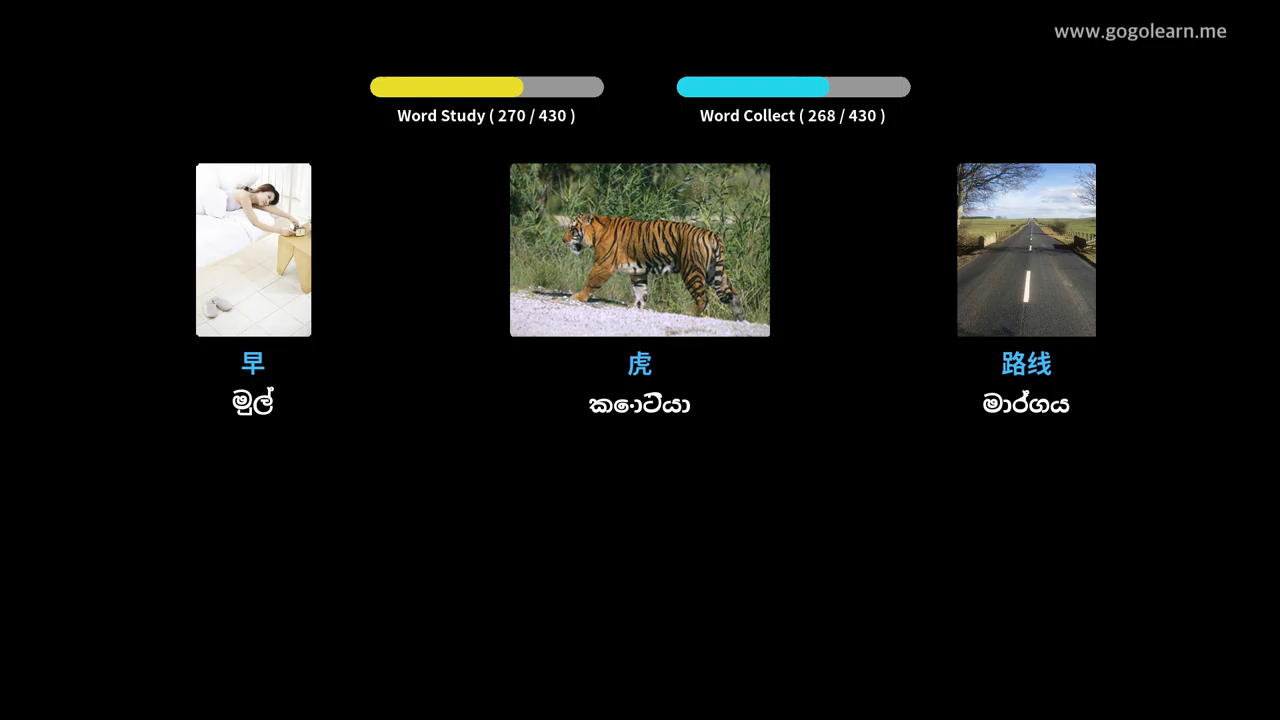 www.gogolearn.me
Word Study ( 270 / 430 )
Word Collect ( 268 / 430 )
早
虎
路线
මුල්
කොටියා
මාර්ගය